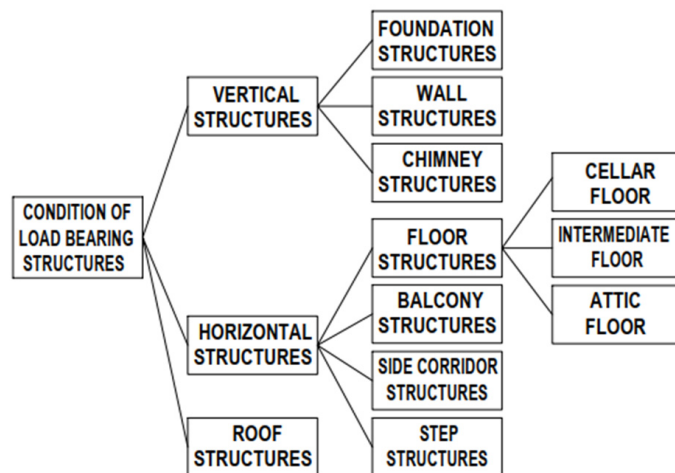 FOUNDATION
STRUCTURES
VERTICAL
STRUCTURES
WALL
STRUCTURES
CHIMNEY
STRUCTURES
CELLAR
FLOOR
CONDITION OF
LOAD BEARING
STRUCTURES
FLOOR
STRUCTURES
INTERMEDIATE
FLOOR
BALCONY
STRUCTURES
ATTIC
FLOOR
HORIZONTAL
STRUCTURES
SIDE CORRIDOR
STRUCTURES
ROOF
STRUCTURES
STEP
STRUCTURES